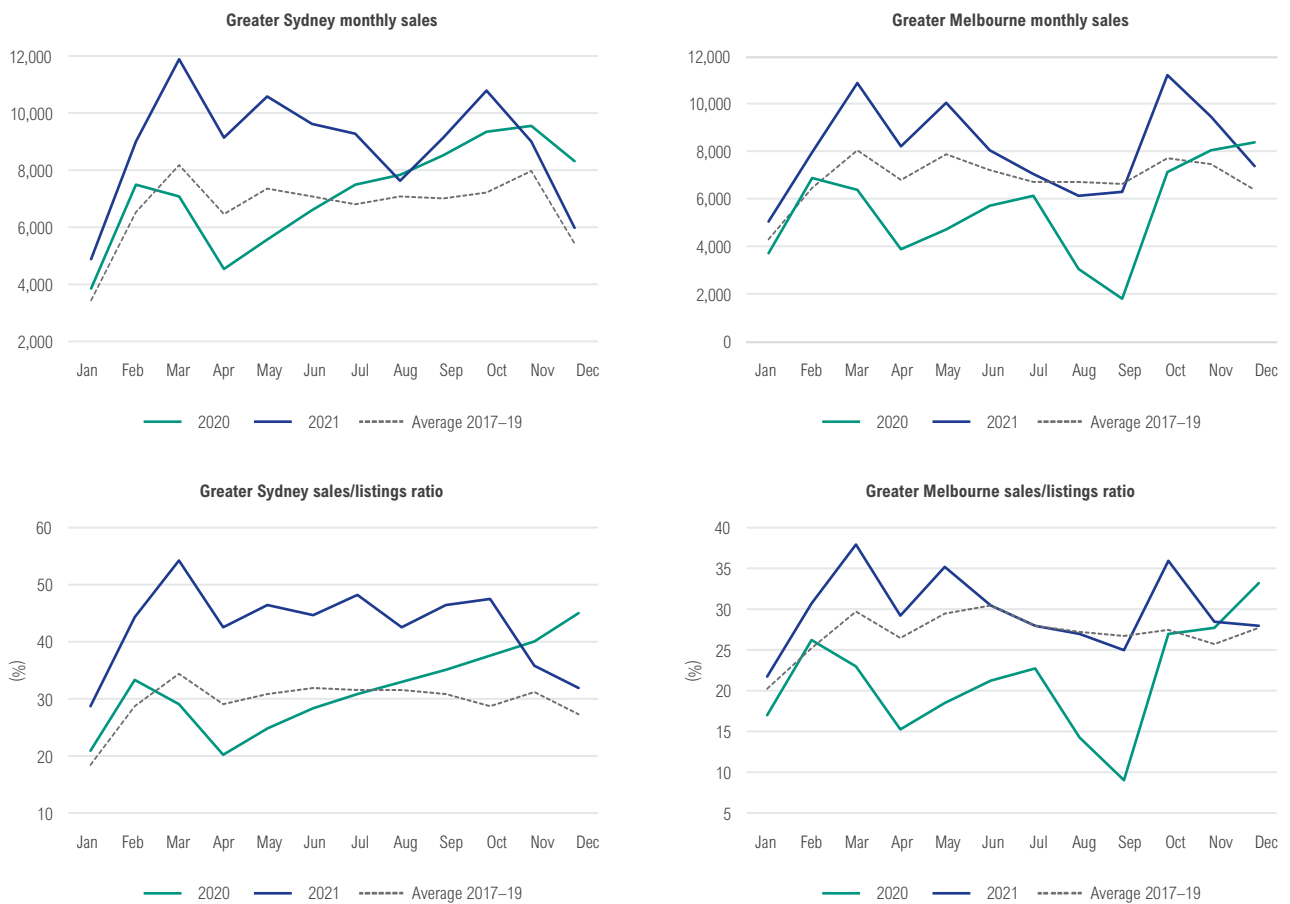 Greater Sydney monthly sales
12,000
10,000
8,000
6,000
4,000
2,000
Jan Feb Mar Apr May Jun Jul Aug Sep Oct Nov Dec
2020 2021 Average 2017–19
Greater Melbourne monthly sales
12,000
10,000
8,000
6,000
4,000
2,000
0
Jan Feb Mar Apr May Jun Jul Aug Sep Oct Nov Dec
2020 2021 Average 2017–19
Greater Sydney sales/listings ratio
(%)
60
50
40
30
20
10
Jan Feb Mar Apr May Jun Jul Aug Sep Oct Nov Dec
2020 2021 Average 2017–19
Greater Melbourne sales/listings ratio
(%)
40
35
30
25
20
15
10
5
Jan Feb Mar Apr May Jun Jul Aug Sep Oct Nov Dec
2020 2021 Average 2017–19